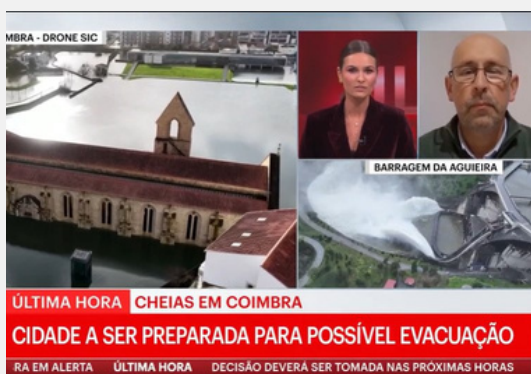 MBRA - DRONE SIC
BARRAGEM DA AGUIEIRA
ÚLTIMA HORA CHEIAS EM COIMBRA
CIDADE A SER PREPARADA PARA POSSÍVEL EVACUAÇÃO
RA EM ALERTA ÚLTIMA HORA DECISÃO DEVERÁ SER TOMADA NAS PRÓXIMAS HORAS